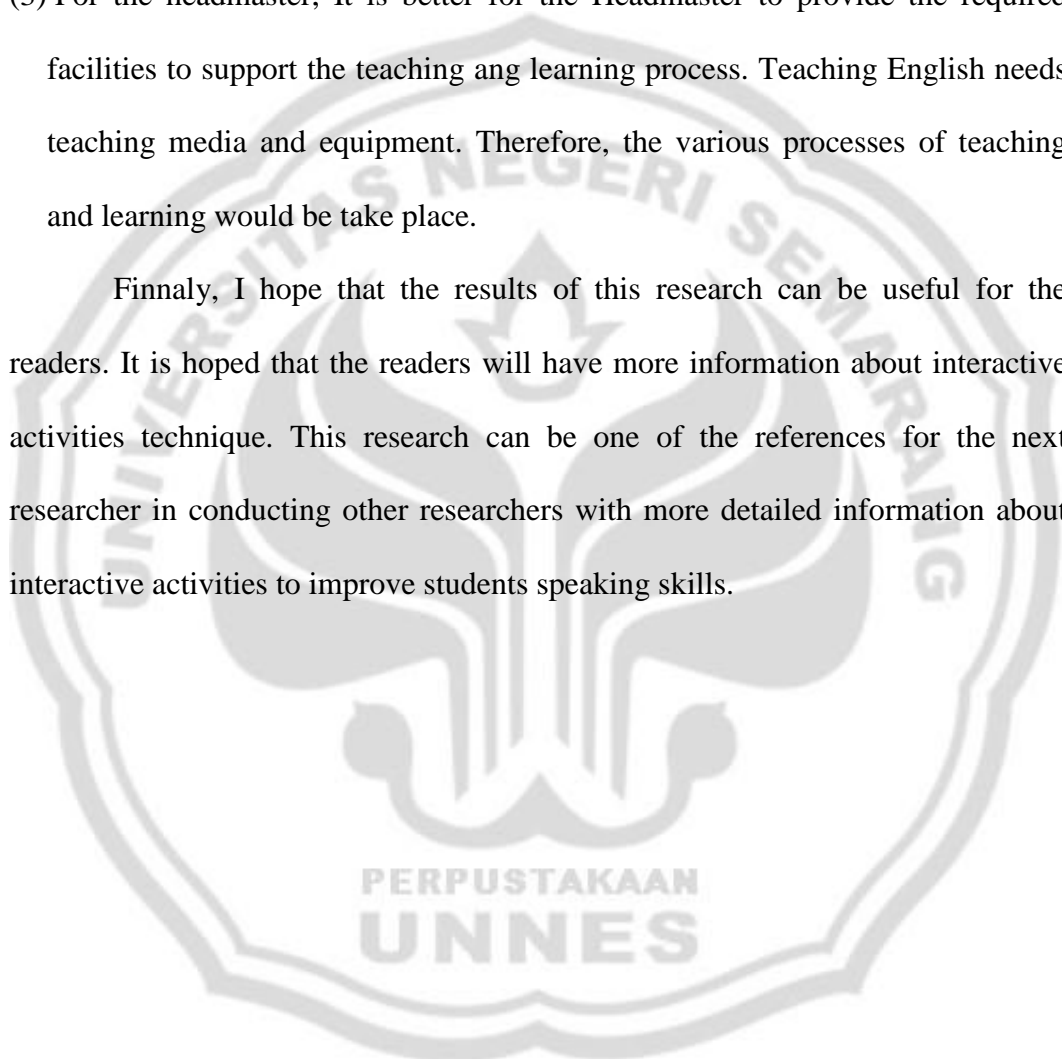 (3) For the headmaster, It is better for the Headmaster to provide the required
facilities to support the teaching ang learning process. Teaching English needs
teaching media and equipment. Therefore, the various processes of teaching
and learning would be take place.
Finnaly, I hope that the results of this research can be useful for the
readers. It is hoped that the readers will have more information about interactive
activities technique. This research can be one of the references for the next
researcher in conducting other researchers with more detailed information about
interactive activities to improve students speaking skills.
UNIVERSITAS NEGERI SEMARANG
PERPUSTAKAAN
UNNES